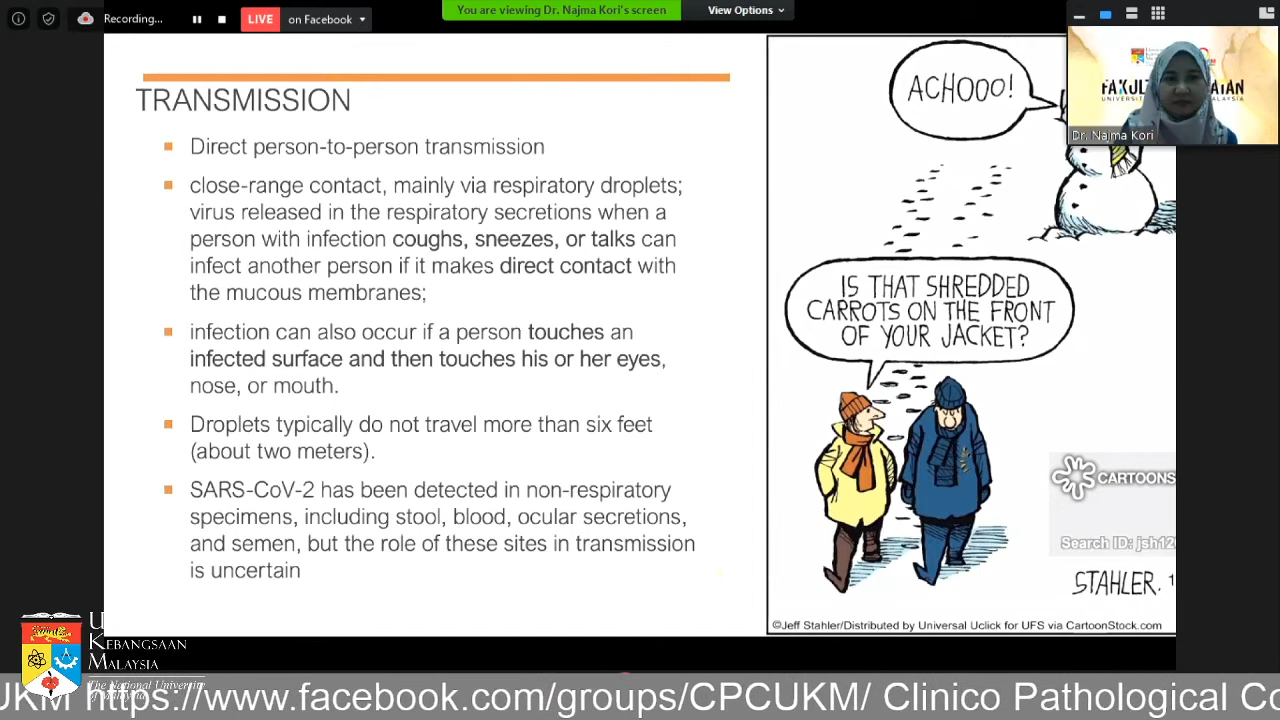 Recording...
LIVE
on Facebook
You are viewing Dr. Najma Kori's screen
View Options
TRANSMISSION
Direct person-to-person transmission
close-range contact, mainly via respiratory droplets;
virus released in the respiratory secretions when a
person with infection coughs, sneezes, or talks can
infect another person if it makes direct contact with
the mucous membranes;
infection can also occur if a person touches an
infected surface and then touches his or her eyes,
nose, or mouth.
Droplets typically do not travel more than six feet
(about two meters).
SARS-CoV-2 has been detected in non-respiratory
specimens, including stool, blood, ocular secretions,
and semen, but the role of these sites in transmission
is uncertain
ACHOOO!
IS THAT SHREDDED
CARROTS ON THE FRONT
OF YOUR JACKET?
CARTOONS
Search ID: jsh12
STAHLER.
©Jeff Stahler/Distributed by Universal Uclick for UFS via CartoonStock.com
Dr. Najma Kori
KEBANGSAAN
MALAYSIA
The National University
UKM https://www.facebook.com/groups/CPCUKM/ Clinico Pathological Co